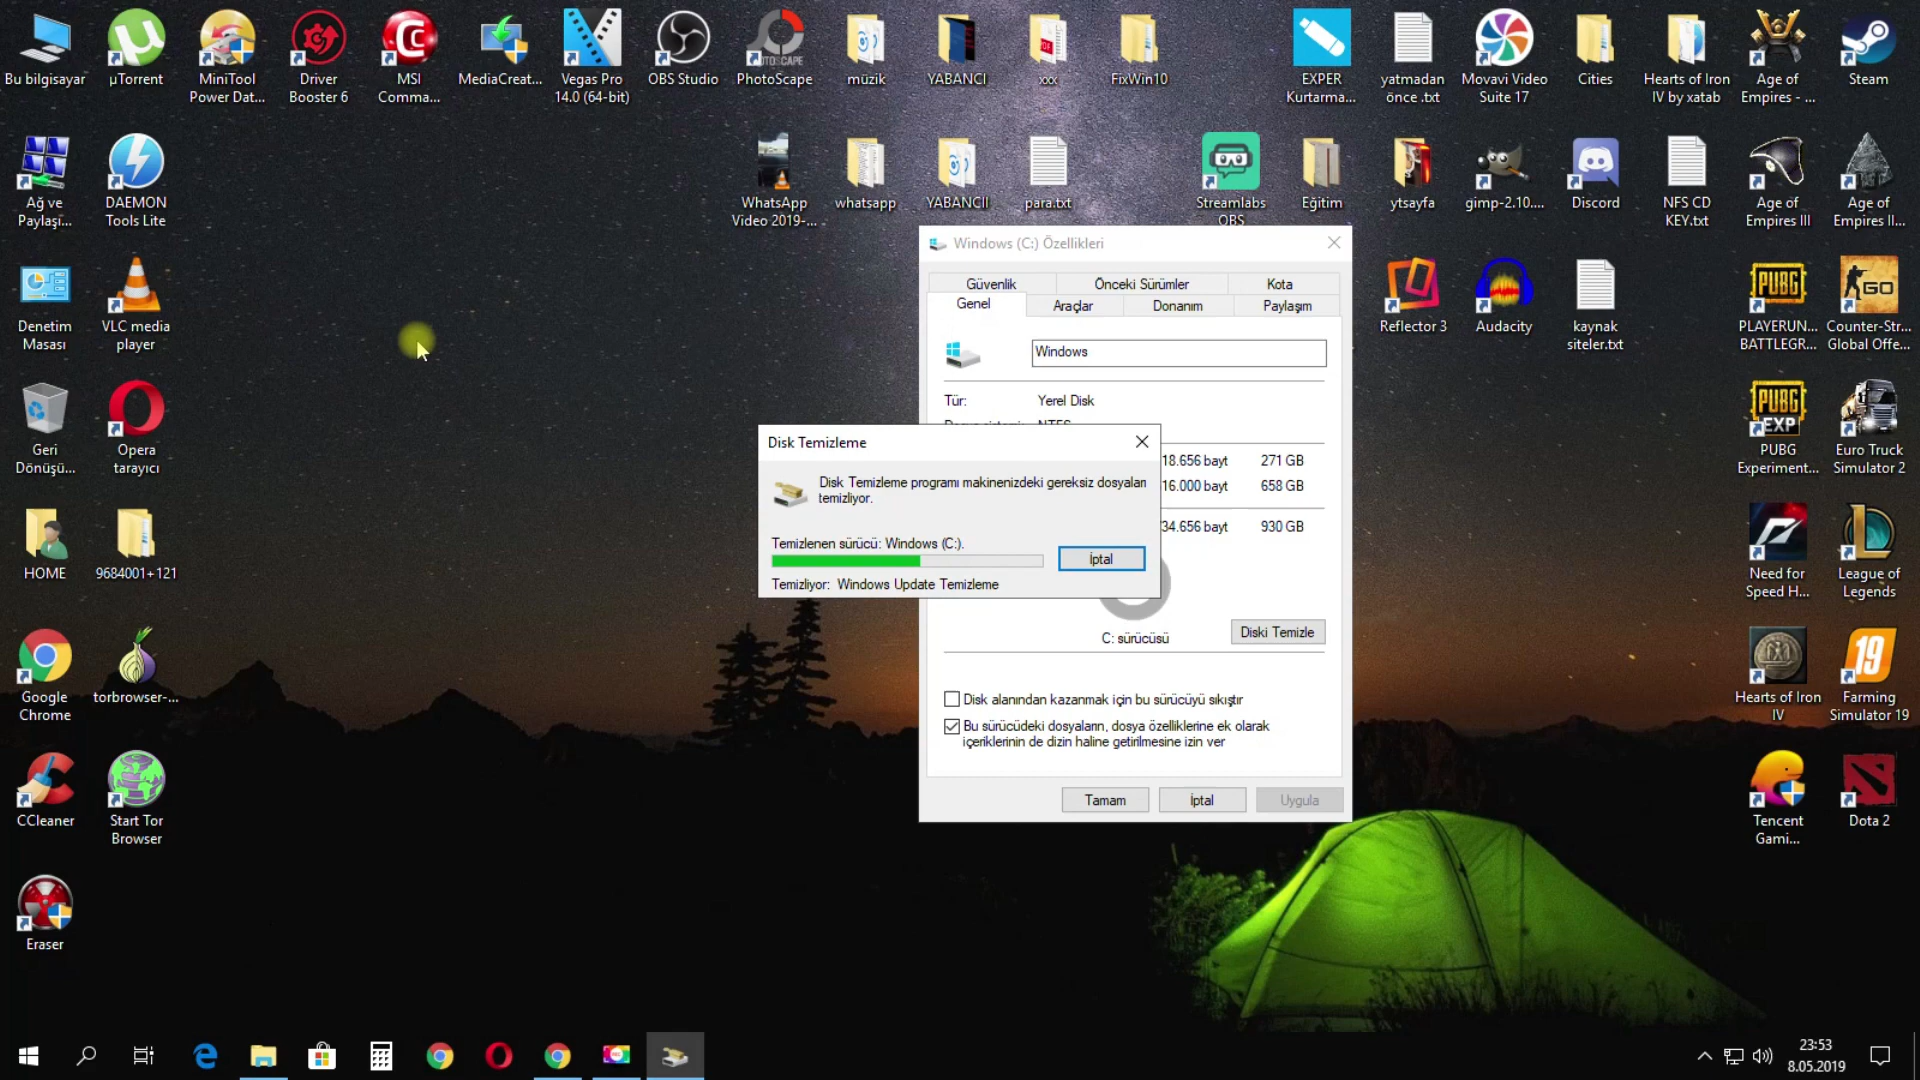 Bu bilgisayar
µTorrent
MiniTool
Power Dat...
Driver
Booster 6
MSI
Comma...
MediaCreat...
Vegas Pro
14.0 (64-bit)
OBS Studio
PhotoScape
müzik
YABANCI
xxx
FixWin10
EXPER
Kurtarma...
yatmadan
önce .txt
Movavi Video
Suite 17
Cities
Hearts of Iron
IV by xatab
Age of
Empires - ...
Steam
Ağ ve
Paylaşı...
DAEMON
Tools Lite
WhatsApp
Video 2019-...
whatsapp
YABANCII
para.txt
Streamlabs
OBS
Eğitim
ytsayfa
gimp-2.10....
Discord
NFS CD
KEY.txt
Age of
Empires III
Age of
Empires II...
Denetim
Masası
VLC media
player
Reflector 3
Audacity
kaynak
siteler.txt
PUBG
PLAYERUN...
BATTLEGR...
GO
Counter-Str...
Global Offe...
Geri
Dönüşü...
Opera
tarayıcı
PUBG
EXP
PUBG
Experiment...
Euro Truck
Simulator 2
HOME
9684001+121
Need for
Speed H...
League of
Legends
Google
Chrome
torbrowser-...
Hearts of Iron
IV
19
Farming
Simulator 19
CCleaner
Start Tor
Browser
Tencent
Gami...
Dota 2
Eraser
Windows (C:) Özellikleri
Güvenlik
Önceki Sürümler
Kota
Genel
Araçlar
Donanım
Paylaşım
Windows
Tür:
Yerel Disk
18.656 bayt
271 GB
16.000 bayt
658 GB
34.656 bayt
930 GB
C: sürücüsü
Diski Temizle
Disk alanından kazanmak için bu sürücüyü sıkıştır
Bu sürücüdeki dosyaların, dosya özelliklerine ek olarak
içeriklerinin de dizin haline getirilmesine izin ver
Tamam
İptal
Uygula
Disk Temizleme
Disk Temizleme programı makinenizdeki gereksiz dosyaları
temizliyor.
Temizlenen sürücü: Windows (C:).
İptal
Temizliyor: Windows Update Temizleme
23:53
8.05.2019